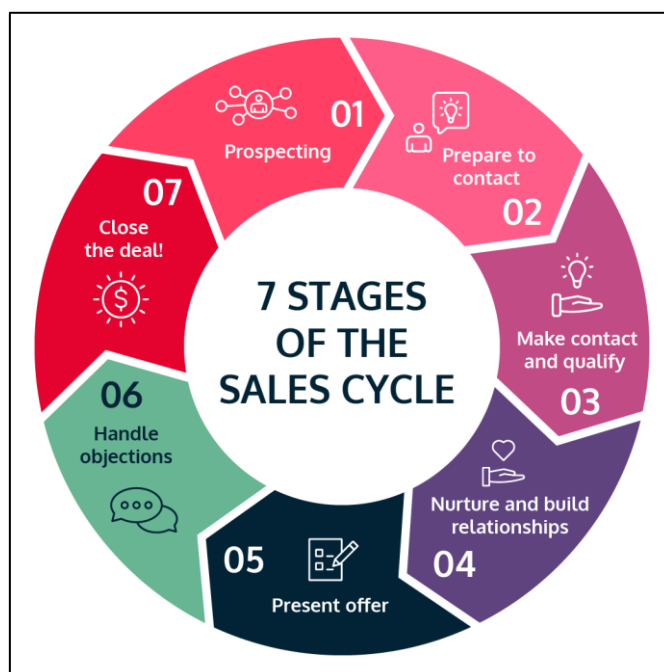 01
Prospecting
Prepare to
contact
02
Make contact
and qualify
03
Nurture and build
relationships
04
05
Present offer
06
Handle
objections
07
Close
the deal!
$
7 STAGES
OF THE
SALES CYCLE